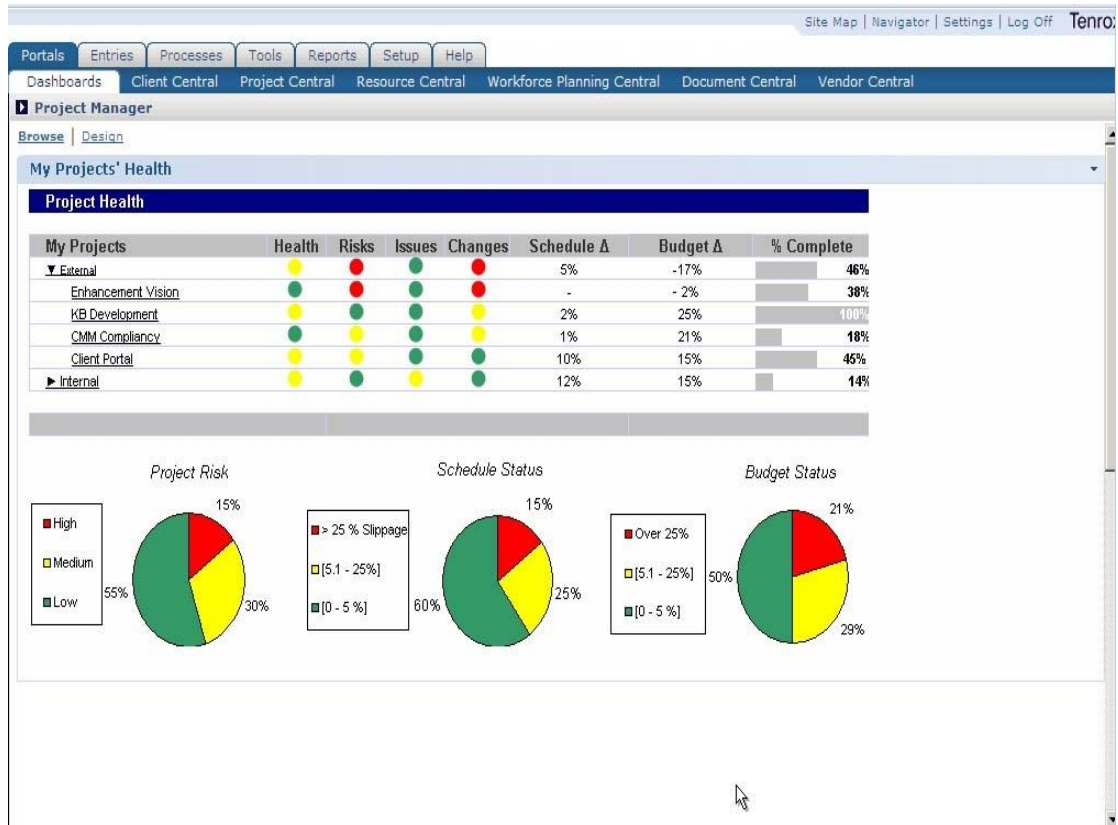 Site Map | Navigator | Settings | Log Off
Portals Entries Processes Tools Reports Setup Help
Dashboards Client Central Project Central Resource Central Workforce Planning Central Document Central Vendor Central
Project Manager
Browse | Design
My Projects' Health
Project Health
My Projects Health Risks Issues Changes Schedule Δ Budget Δ % Complete
▼ External 5% -17% 46%
Enhancement Vision - - 2% 38%
KB Development 2% 25% 100%
CMM Compliancy 1% 21% 18%
Client Portal 10% 15% 45%
► Internal 12% 15% 14%
Project Risk
High
Medium
Low
15%
30%
55%
Schedule Status
> 25 % Slippage
[5.1 - 25%]
[0 - 5 %]
15%
25%
60%
Budget Status
Over 25%
[5.1 - 25%]
[0 - 5 %]
21%
29%
50%